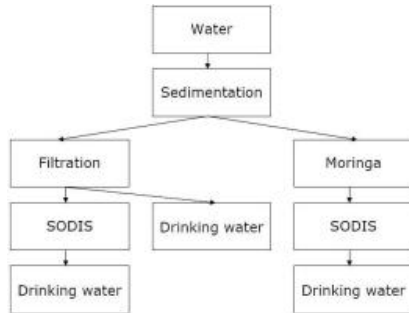 Water
Sedimentation
Filtration
Moringa
SODIS
Drinking water
SODIS
Drinking water
Drinking water